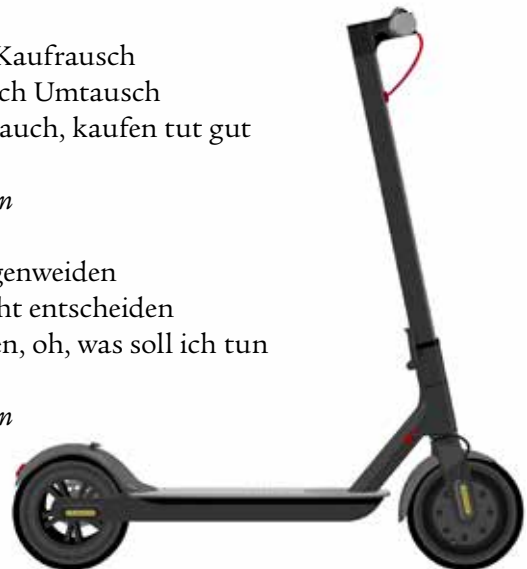 Kaufrausch
ch Umtausch
auch, kaufen tut gut
n
genweiden
ht entscheiden
en, oh, was soll ich tun
n